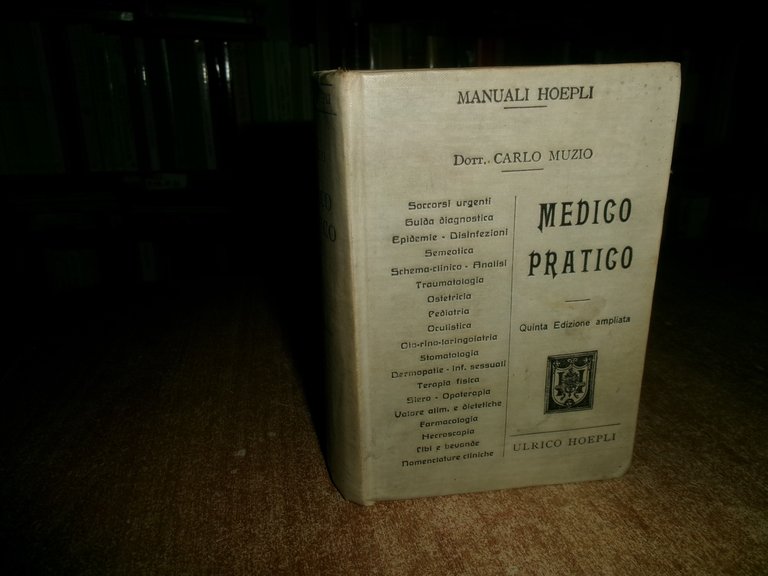 MANUALI HOEPLI
Dott. CARLO MUZIO
Soccorsi urgenti
Guida diagnostica
Epidemie - Disinfezioni
Semeotica
Schema-clinico - Analisi
Traumatologia
Ostetricia
Pediatria
Oculistica
Oto-rino-laringoiatria
Stomatologia
Dermopatie - Inf. sessuali
Terapia fisica
Siero - Opoterapia
Valore alim. e dietetiche
Farmacologia
Necroscopia
Cibi e bevande
Nomenclature cliniche
MEDICO
PRATICO
Quinta Edizione ampliata
ULRICO HOEPLI